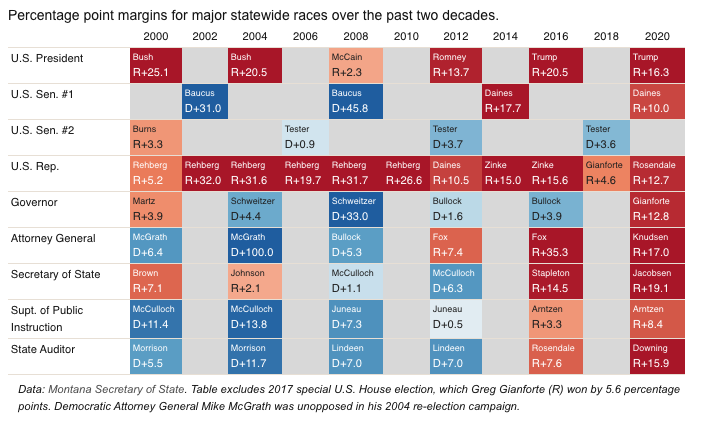 Percentage point margins for major statewide races over the past two decades.
2000 2002 2004 2006 2008 2010 2012 2014 2016 2018 2020
U.S. President
Bush Bush McCain Romney Trump Trump
R+25.1 R+20.5 R+2.3 R+13.7 R+20.5 R+16.3
U.S. Sen. #1
Baucus Baucus Daines Daines
D+31.0 D+45.8 R+17.7 R+10.0
U.S. Sen. #2
Burns Tester Tester Tester
R+3.3 D+0.9 D+3.7 D+3.6
U.S. Rep.
Rehberg Rehberg Rehberg Rehberg Rehberg Rehberg Daines Zinke Zinke Gianforte Rosendale
R+5.2 R+32.0 R+31.6 R+19.7 R+31.7 R+26.6 R+10.5 R+15.0 R+15.6 R+4.6 R+12.7
Governor
Martz Schweitzer Schweitzer Bullock Bullock Gianforte
R+3.9 D+4.4 D+33.0 D+1.6 D+3.9 R+12.8
Attorney General
McGrath McGrath Bullock Fox Fox Knudsen
D+6.4 D+100.0 D+5.3 R+7.4 R+35.3 R+17.0
Secretary of State
Brown Johnson McCulloch McCulloch Stapleton Jacobsen
R+7.1 R+2.1 D+1.1 D+6.3 R+14.5 R+19.1
Supt. of Public
Instruction
McCulloch McCulloch Juneau Juneau Arntzen Arntzen
D+11.4 D+13.8 D+7.3 D+0.5 R+3.3 R+8.4
State Auditor
Morrison Morrison Lindeen Lindeen Rosendale Downing
D+5.5 D+11.7 D+7.0 D+7.0 R+7.6 R+15.9
Data: Montana Secretary of State. Table excludes 2017 special U.S. House election, which Greg Gianforte (R) won by 5.6 percentage
points. Democratic Attorney General Mike McGrath was unopposed in his 2004 re-election campaign.